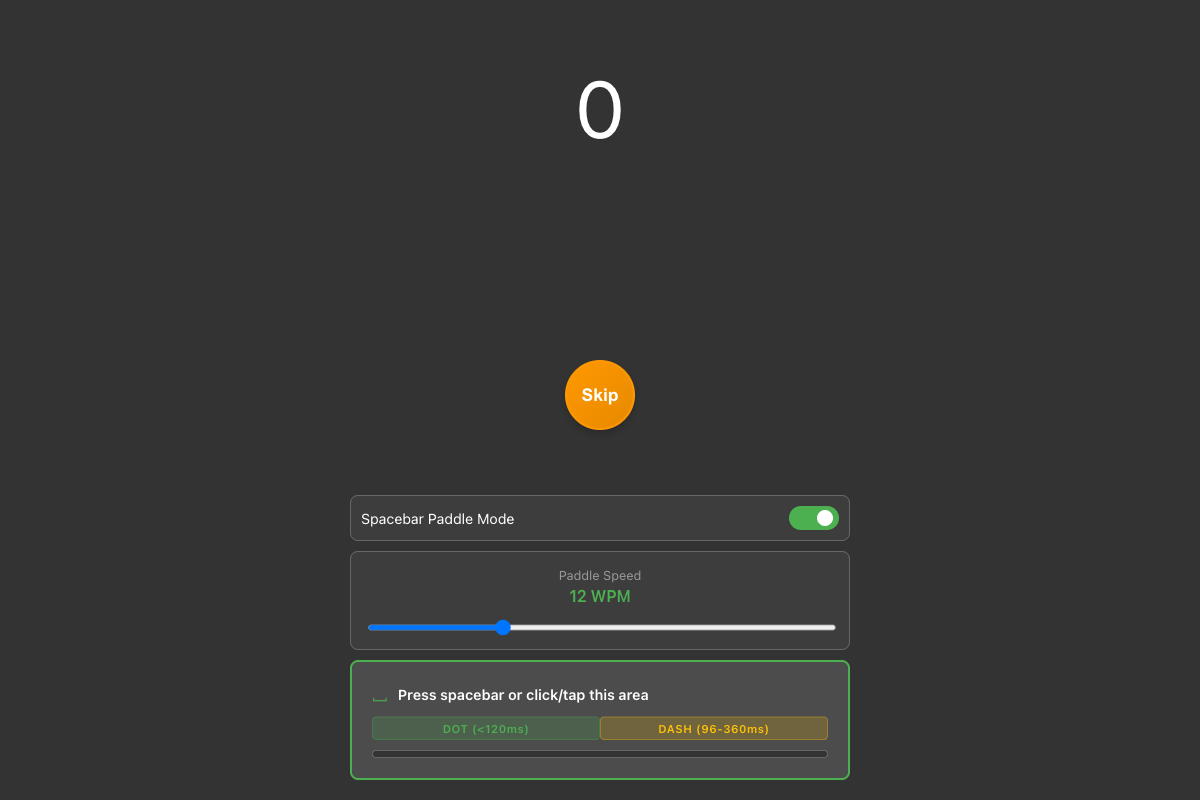 0
Skip
Spacebar Paddle Mode
Paddle Speed
12 WPM
Press spacebar or click/tap this area
DOT (<120ms)
DASH (96-360ms)